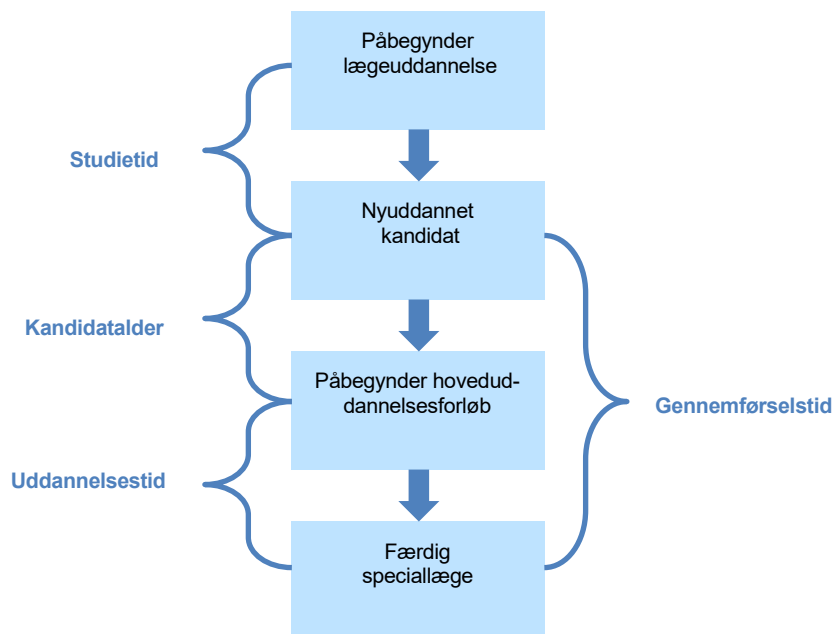 Påbegynder
lægeuddannelse
Studietid
Nyuddannet
kandidat
Kandidatalder
Påbegynder hovedud-
dannelsesforløb
Gennemførselstid
Uddannelsestid
Færdig
speciallæge